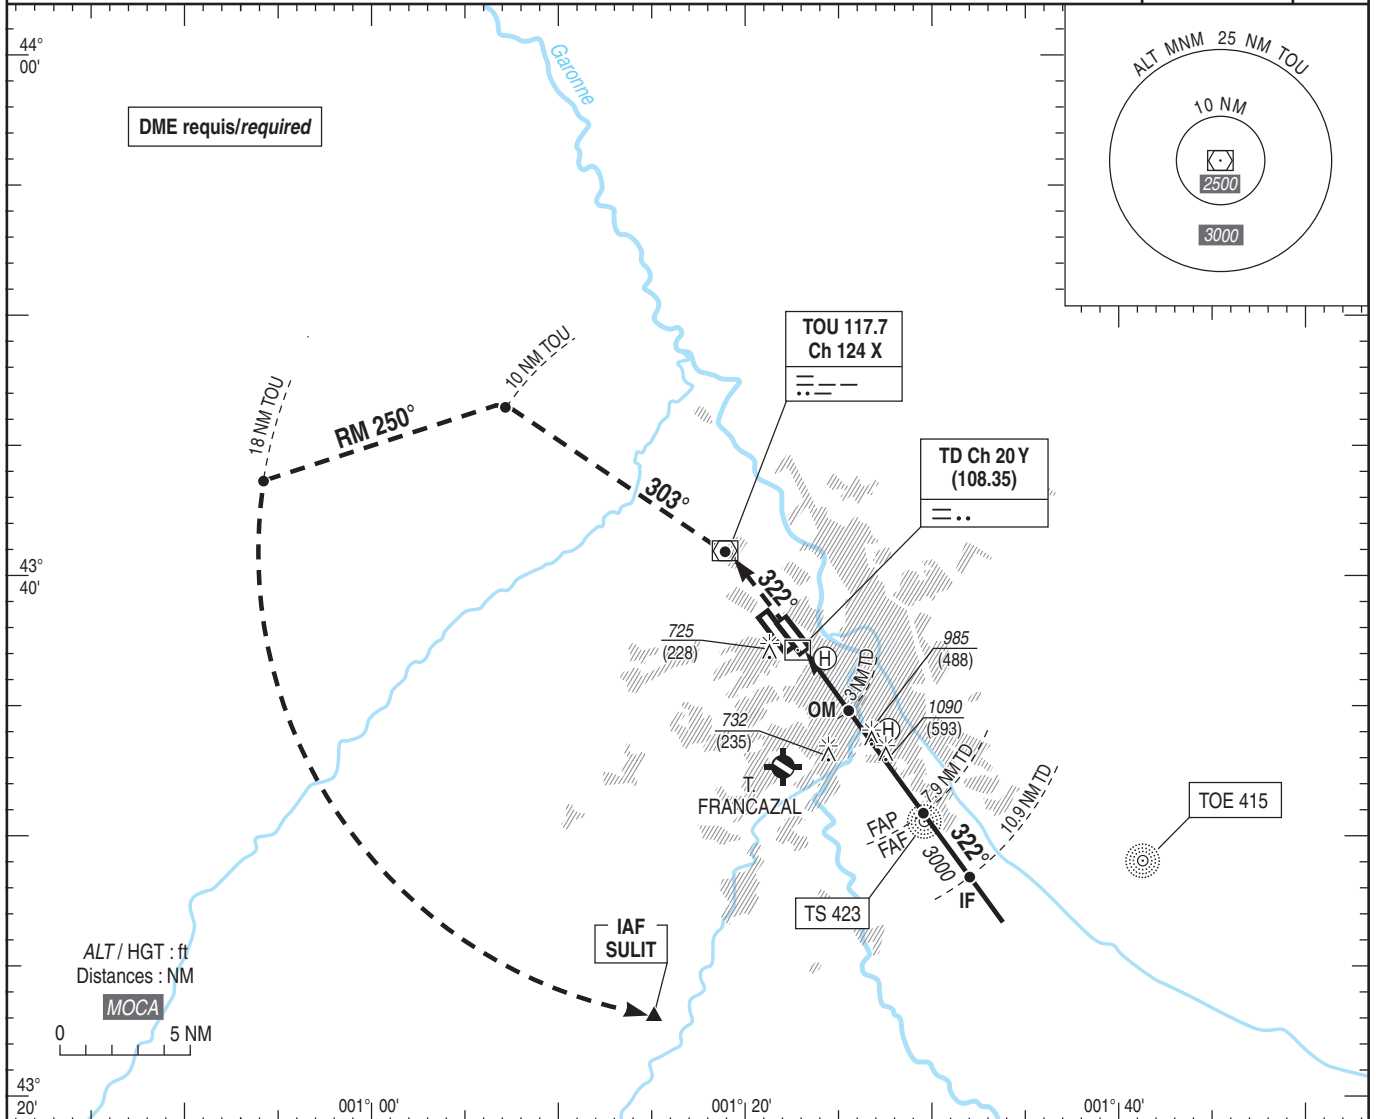 44°
00'
Garonne
ALT MNM 25 NM TOU
10 NM
2500
3000
DME requis/required
TOU 117.7
Ch 124 X
10 NM TOU
18 NM TOU
RM 250°
303°
TD Ch 20 Y
(108.35)
43°
40'
322°
725
(228)
H
985
(488)
3 NM TD
OM
1090
(593)
732
(235)
H
T.
FRANCAZAL
7.9 NM TD
10.9 NM TD
TOE 415
FAP
FAF
322°
3000
IF
TS 423
IAF
SULIT
ALT / HGT : ft
Distances : NM
MOCA
0 5 NM
43°
20'
001° 00'
001° 20'
001° 40'